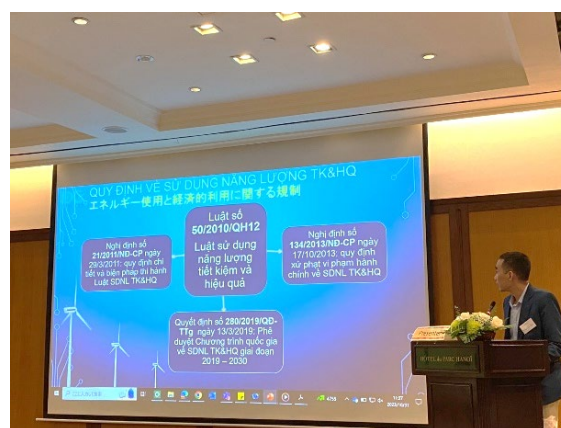 QUY ĐỊNH VỀ SỬ DỤNG NĂNG LƯỢNG TK&HQ
エネルギー使用と経済的利用に関する規制
Luật số
50/2010/QH12
Luật sử dụng
năng lượng
tiết kiệm và
hiệu quả
Nghị định số
21/2011/NĐ-CP ngày
29/3/2011: quy định chi
tiết và biện pháp thi hành
Luật SDNL TK&HQ
Nghị định số
134/2013/NĐ-CP ngày
17/10/2013: quy định
xử phạt vi phạm hành
chính về SDNL TK&HQ
Quyết định số 280/2019/QĐ-
TTg ngày 13/3/2019: Phê
duyệt Chương trình quốc gia
về SDNL TK&HQ giai đoạn
2019 – 2030
HOTEL du PARC HANOI